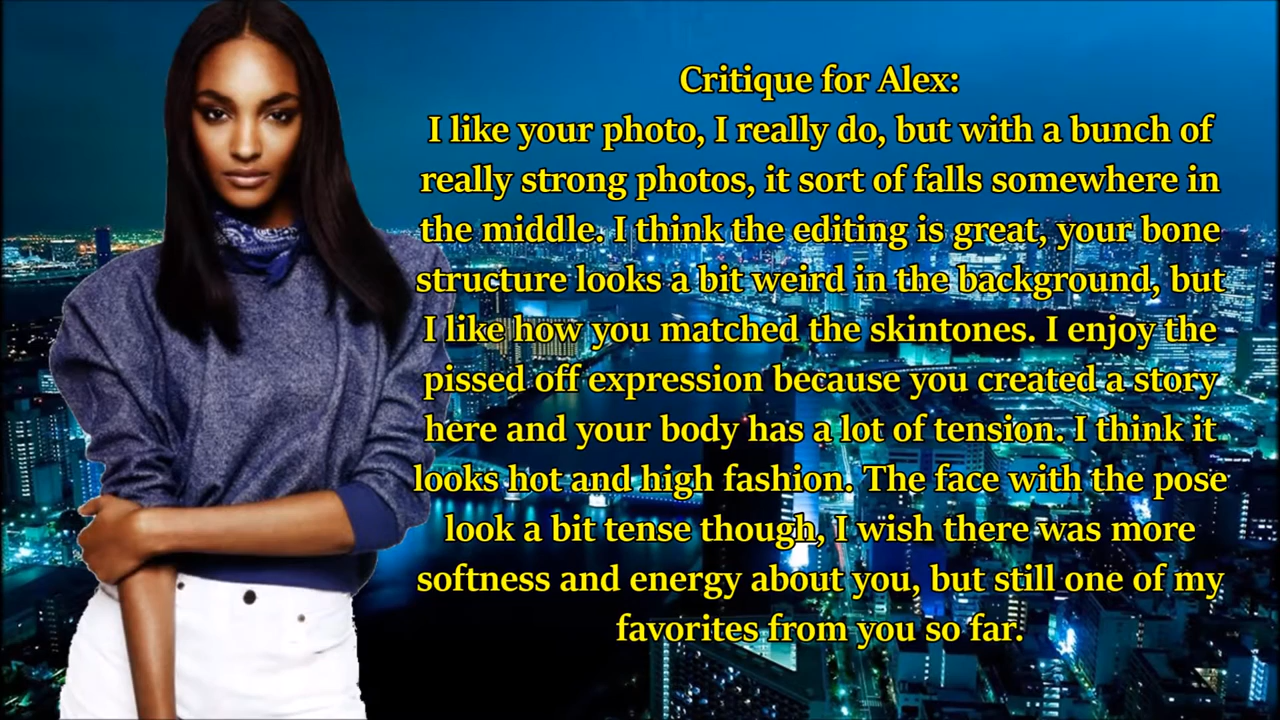 Critique for Alex:
I like your photo, I really do, but with a bunch of
really strong photos, it sort of falls somewhere in
the middle. I think the editing is great, your bone
structure looks a bit weird in the background, but
I like how you matched the skintones. I enjoy the
pissed off expression because you created a story
here and your body has a lot of tension. I think it
looks hot and high fashion. The face with the pose
look a bit tense though, I wish there was more
softness and energy about you, but still one of my
favorites from you so far.